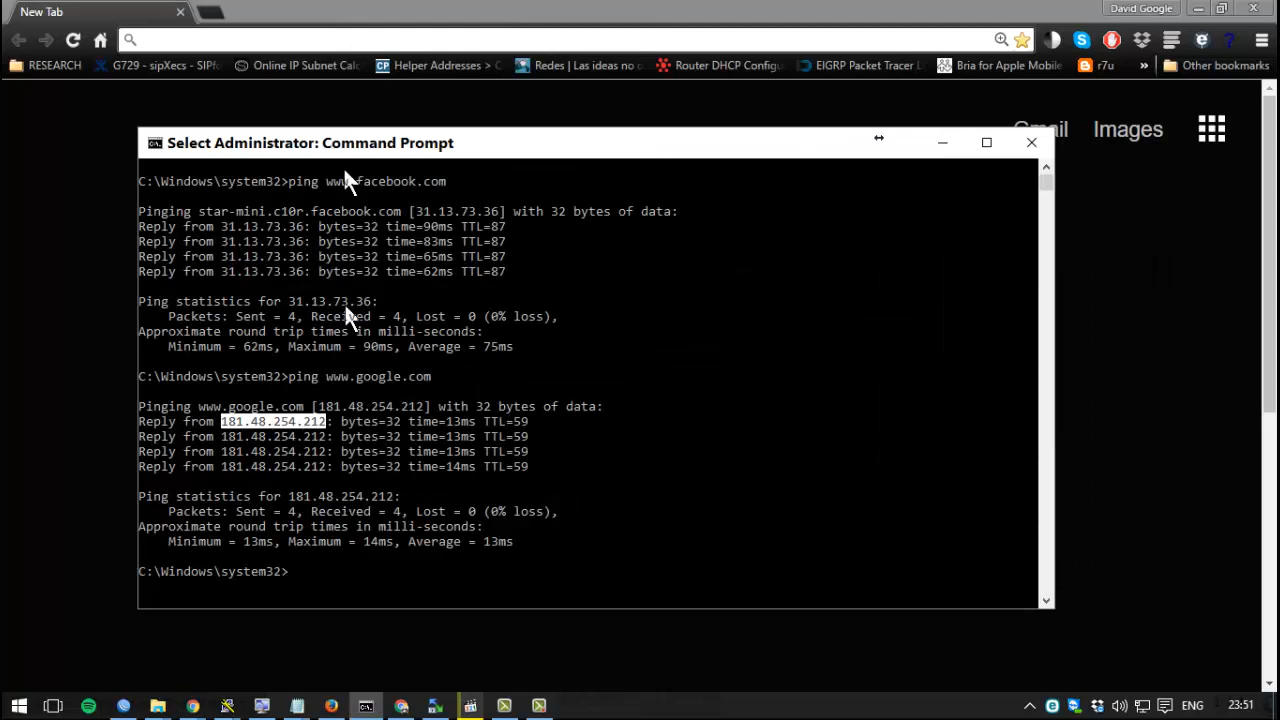 New Tab
David Google
RESEARCH
G729 - sipXecs - SIPf
Online IP Subnet Calc
Helper Addresses > C
Redes | Las ideas no
Router DHCP Configu
EIGRP Packet Tracer L
Bria for Apple Mobile
r7u
»
Other bookmarks
Gmail
Images
Select Administrator: Command Prompt
C:\Windows\system32>ping www.facebook.com
Pinging star-mini.c10r.facebook.com [31.13.73.36] with 32 bytes of data:
Reply from 31.13.73.36: bytes=32 time=90ms TTL=87
Reply from 31.13.73.36: bytes=32 time=83ms TTL=87
Reply from 31.13.73.36: bytes=32 time=65ms TTL=87
Reply from 31.13.73.36: bytes=32 time=62ms TTL=87
Ping statistics for 31.13.73.36:
Packets: Sent = 4, Received = 4, Lost = 0 (0% loss),
Approximate round trip times in milli-seconds:
Minimum = 62ms, Maximum = 90ms, Average = 75ms
C:\Windows\system32>ping www.google.com
Pinging www.google.com [181.48.254.212] with 32 bytes of data:
Reply from 181.48.254.212: bytes=32 time=13ms TTL=59
Reply from 181.48.254.212: bytes=32 time=13ms TTL=59
Reply from 181.48.254.212: bytes=32 time=13ms TTL=59
Reply from 181.48.254.212: bytes=32 time=14ms TTL=59
Ping statistics for 181.48.254.212:
Packets: Sent = 4, Received = 4, Lost = 0 (0% loss),
Approximate round trip times in milli-seconds:
Minimum = 13ms, Maximum = 14ms, Average = 13ms
C:\Windows\system32>
ENG
23:51